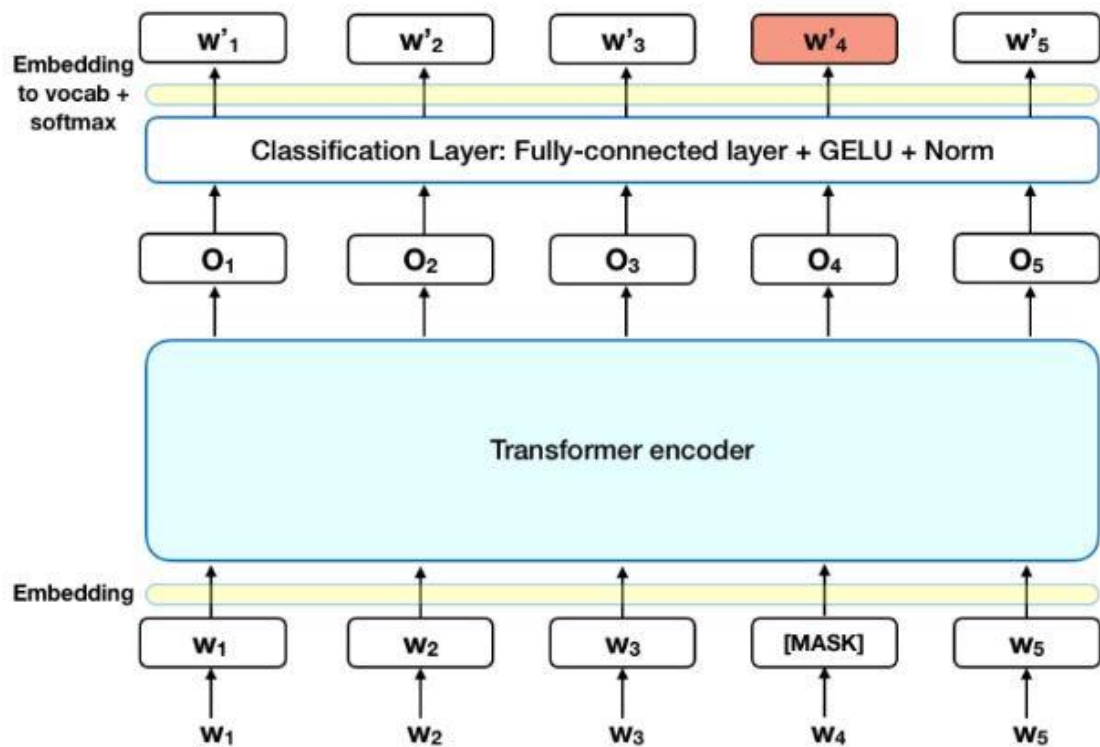 w'₁ w'₂ w'₃ w'₄ w'₅
Embedding
to vocab +
softmax
Classification Layer: Fully-connected layer + GELU + Norm
O₁ O₂ O₃ O₄ O₅
Transformer encoder
Embedding
W₁ W₂ W₃ [MASK] W₅
W₁ W₂ W₃ W₄ W₅